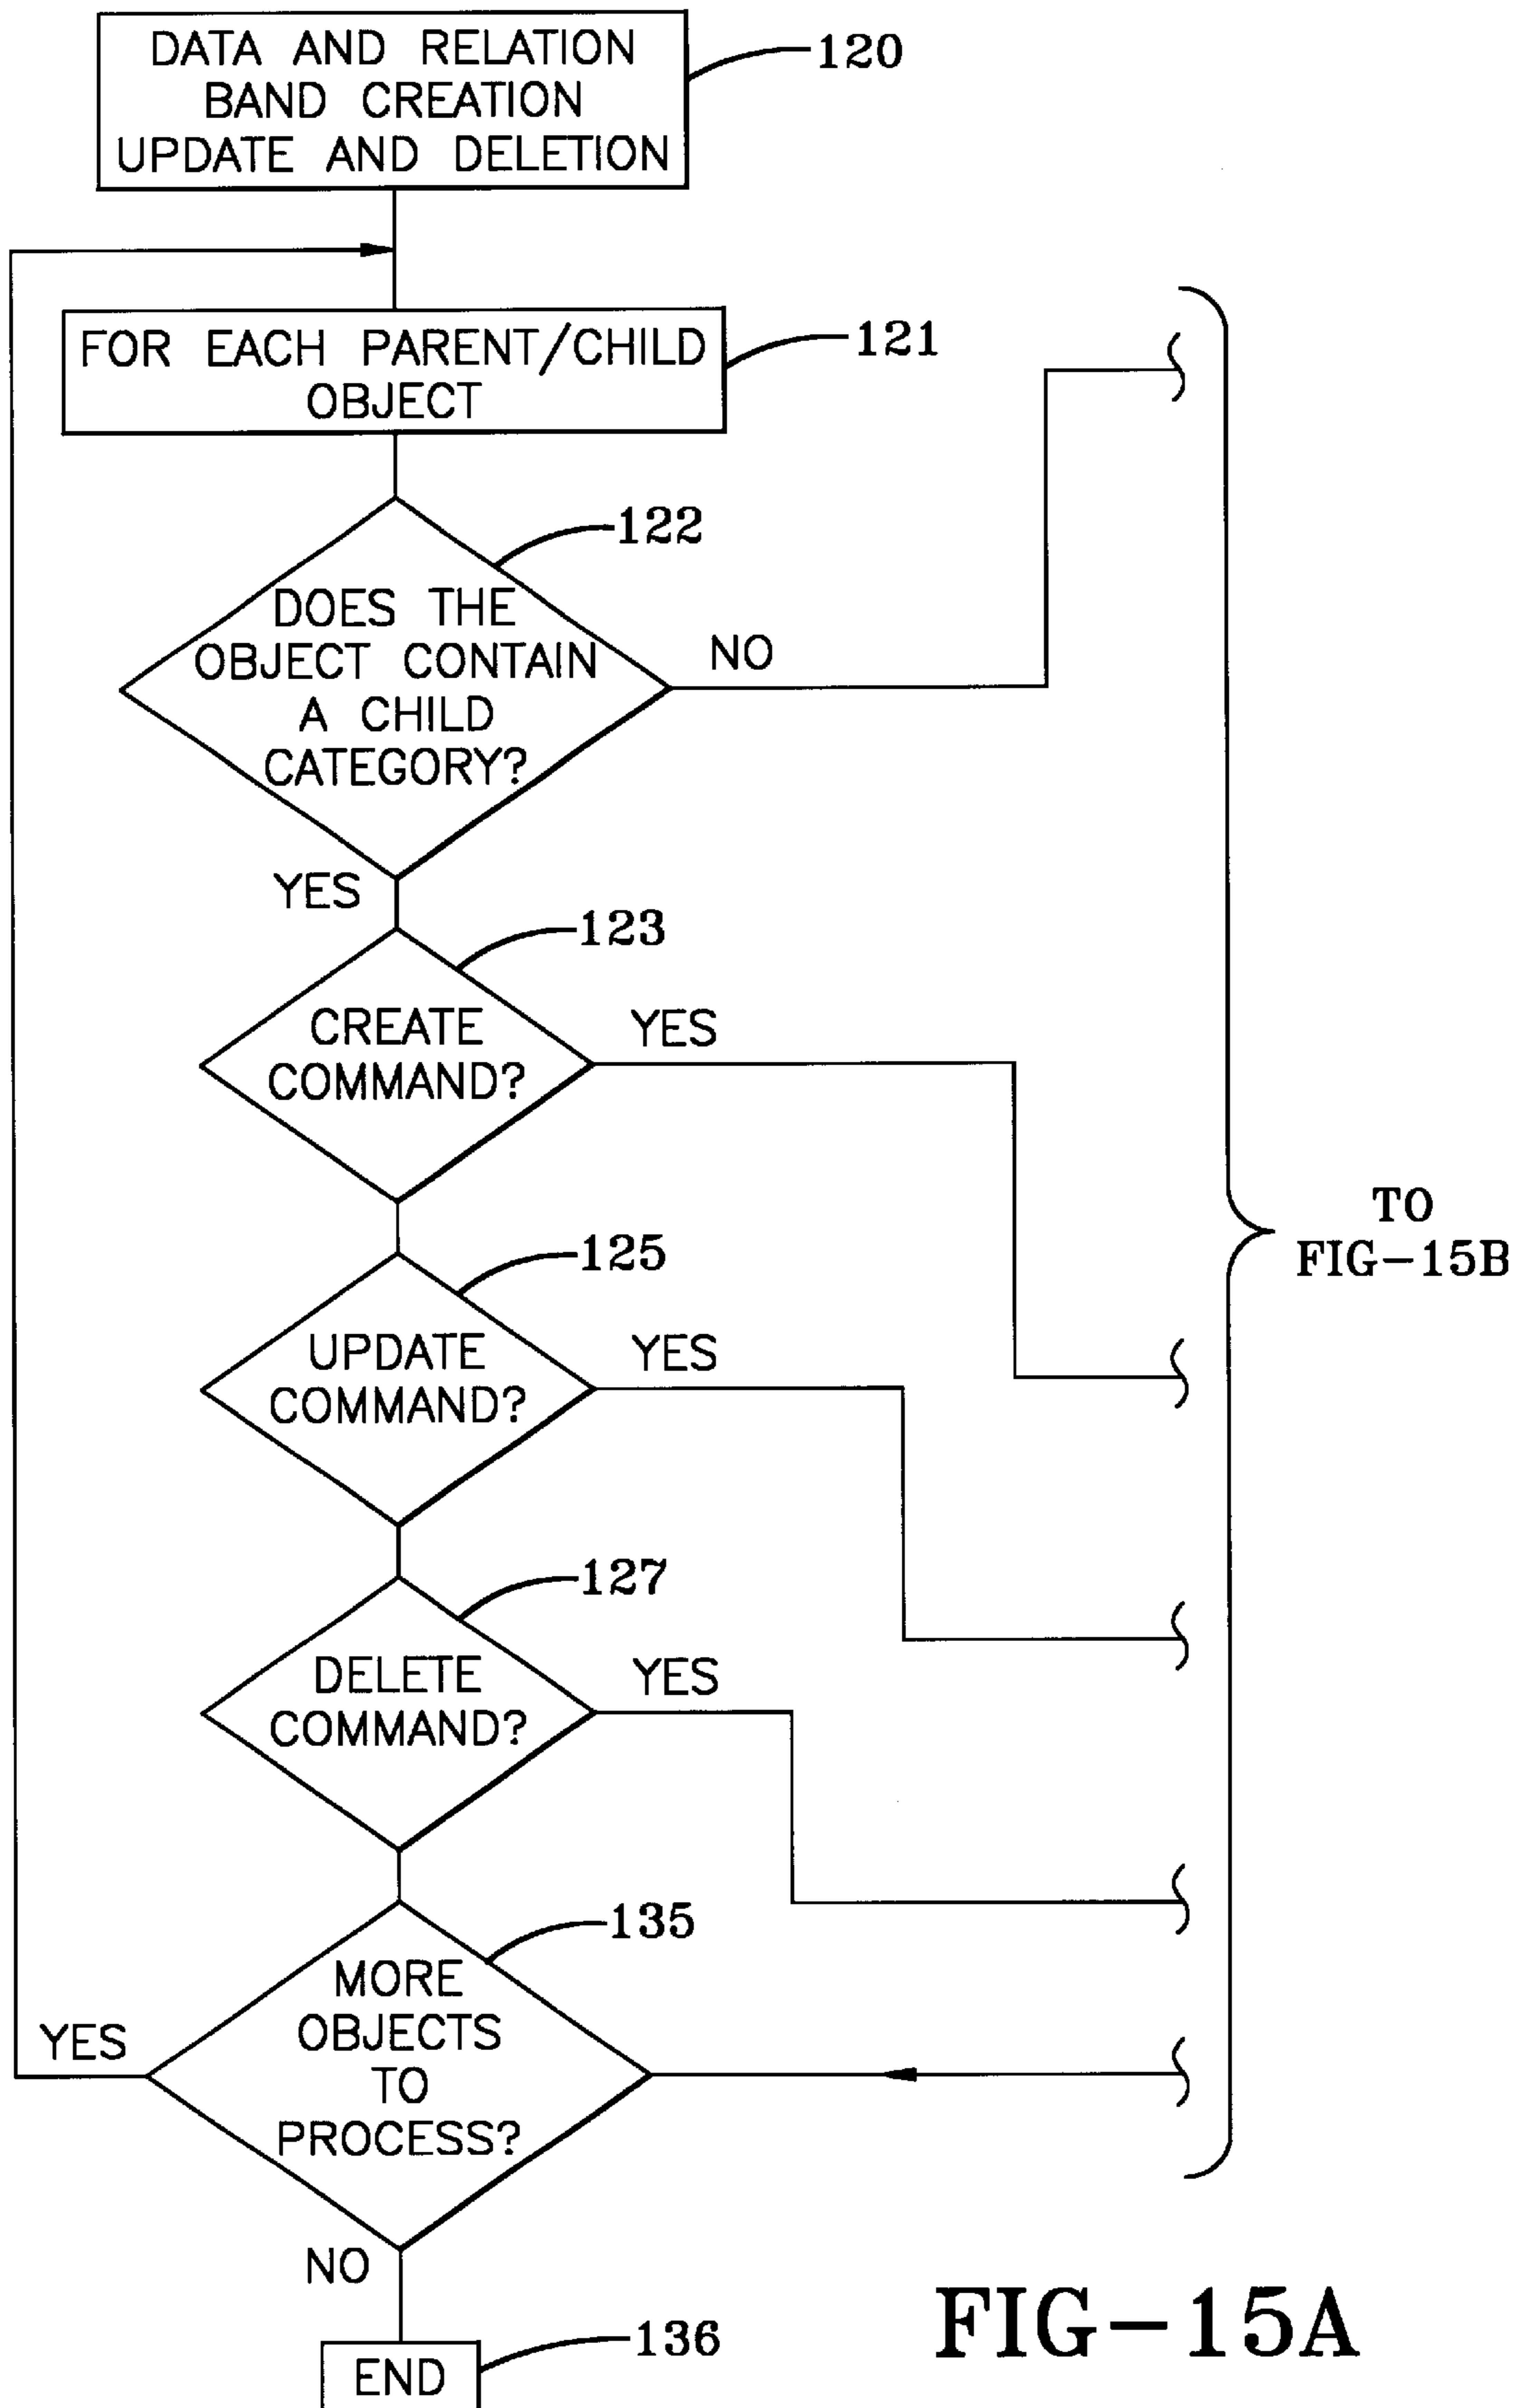 DATA AND RELATION
BAND CREATION
UPDATE AND DELETION
120
FOR EACH PARENT/CHILD
OBJECT
121
122
DOES THE
OBJECT CONTAIN
A CHILD
CATEGORY?
NO
YES
123
CREATE
COMMAND?
YES
TO
FIG-15B
125
UPDATE
COMMAND?
YES
127
DELETE
COMMAND?
YES
135
MORE
OBJECTS
TO
PROCESS?
YES
NO
136
END
FIG-15A